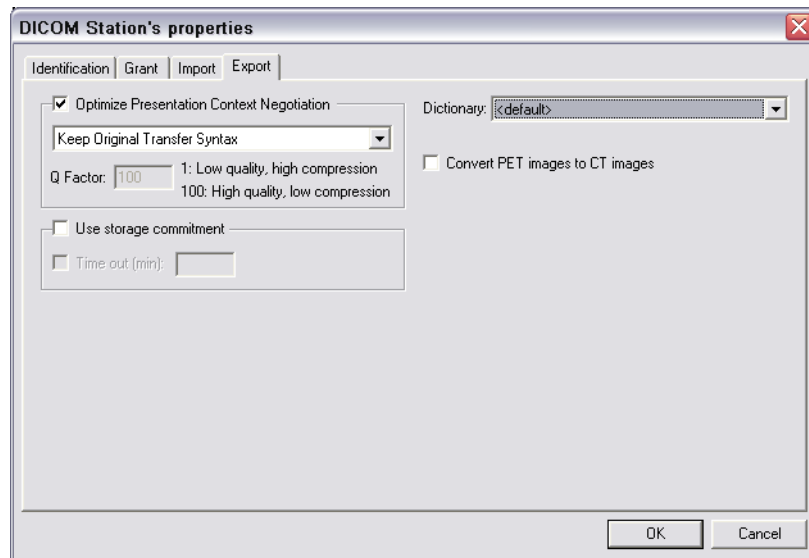 DICOM Station's properties
Identification
Grant
Import
Export
Optimize Presentation Context Negotiation
Keep Original Transfer Syntax
Q Factor:
100
1: Low quality, high compression
100: High quality, low compression
Use storage commitment
Time out (min):
Dictionary:
<default>
Convert PET images to CT images
OK
Cancel